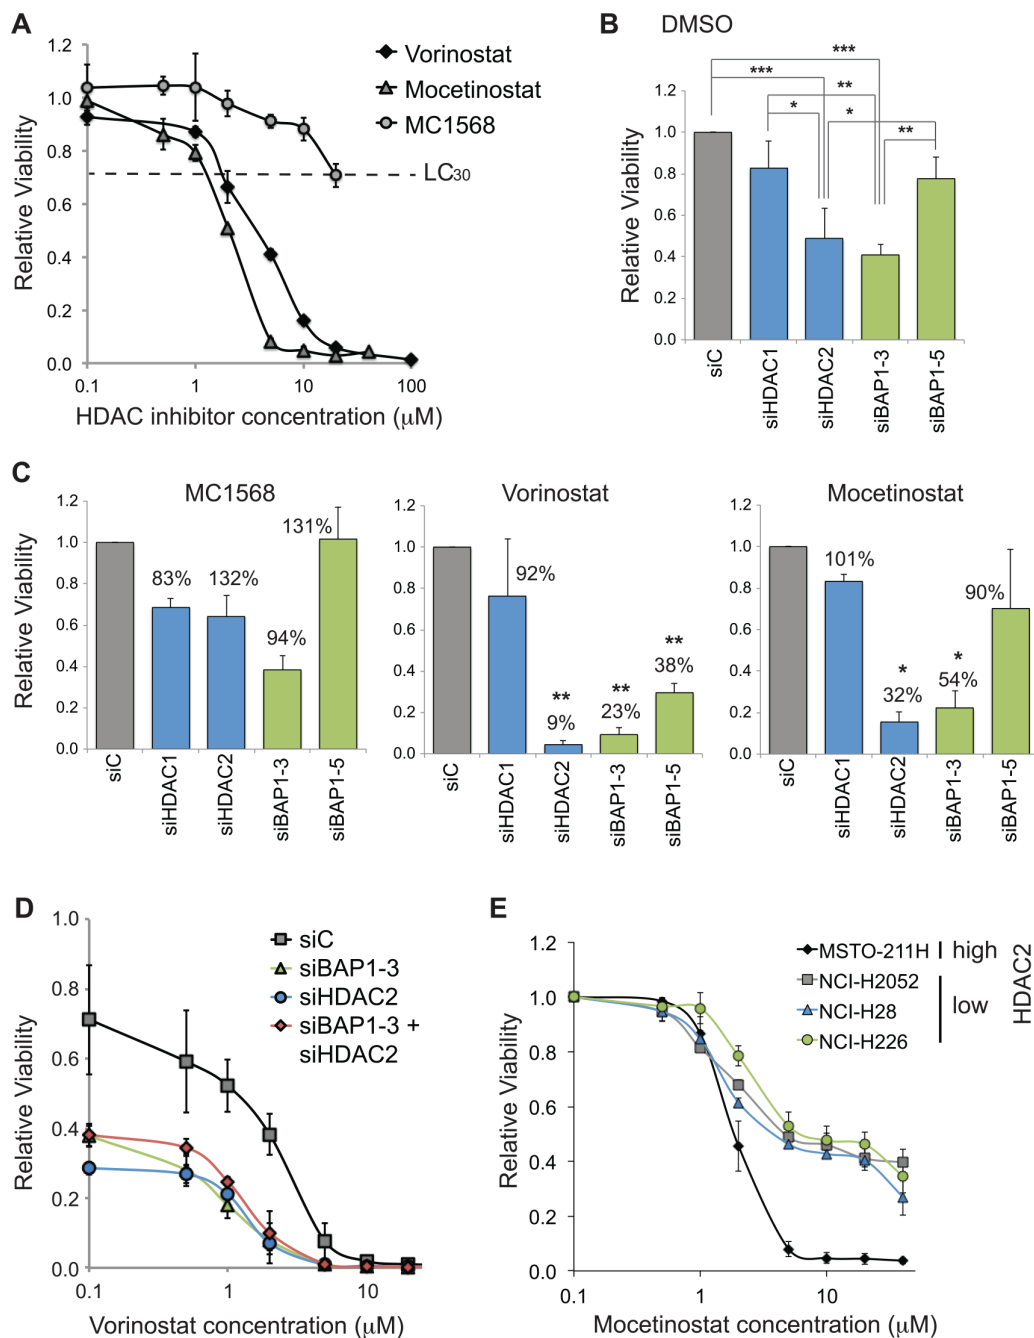 A
Relative Viability
1.2
1.0
0.8
0.6
0.4
0.2
0.0
0.1
1
10
100
HDAC inhibitor concentration (μM)
Vorinostat
Mocetinostat
MC1568
LC30
B
DMSO
***
***
**
*
*
**
Relative Viability
1.2
1.0
0.8
0.6
0.4
0.2
0.0
siC
siHDAC1
siHDAC2
siBAP1-3
siBAP1-5
C
MC1568
Relative Viability
1.2
1.0
0.8
0.6
0.4
0.2
0.0
83%
132%
94%
131%
siC
siHDAC1
siHDAC2
siBAP1-3
siBAP1-5
Vorinostat
1.2
1.0
0.8
0.6
0.4
0.2
0.0
92%
**
9%
**
23%
**
38%
siC
siHDAC1
siHDAC2
siBAP1-3
siBAP1-5
Mocetinostat
1.2
1.0
0.8
0.6
0.4
0.2
0.0
101%
*
32%
*
54%
90%
siC
siHDAC1
siHDAC2
siBAP1-3
siBAP1-5
D
Relative Viability
1.0
0.8
0.6
0.4
0.2
0.0
0.1
1
10
Vorinostat concentration (μM)
siC
siBAP1-3
siHDAC2
siBAP1-3 +
siHDAC2
E
Relative Viability
1.2
1.0
0.8
0.6
0.4
0.2
0.0
0.1
1
10
Mocetinostat concentration (μM)
MSTO-211H
NCI-H2052
NCI-H28
NCI-H226
high
low
HDAC2